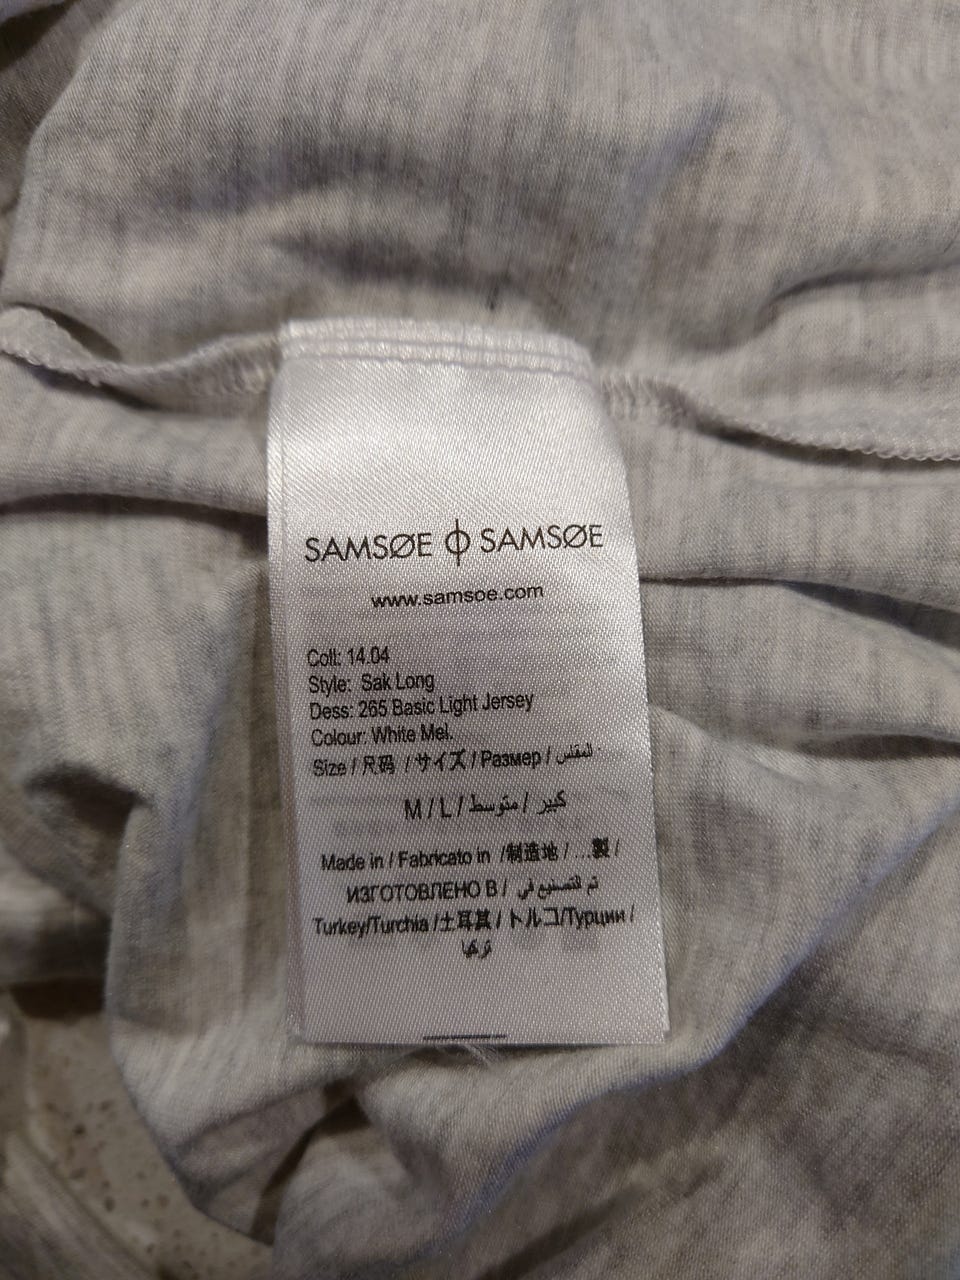 SAMSØE ϕ SAMSØE
www.samsoe.com
Coll: 14.04
Style: Sak Long
Dess: 265 Basic Light Jersey
Colour: White Mel.
Size / 尺码 / サイズ / Размер / المقاس
M / L / متوسط / كبير
Made in / Fabricato in / 制造地 / ...製 /
ИЗГОТОВЛЕНО В / تم التصنيع في
Turkey/Turchia /土耳其 / トルコ/Турции /
تركيا